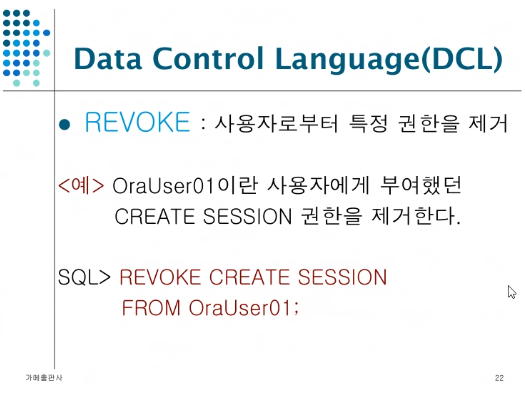 Data Control Language(DCL)
● REVOKE : 사용자로부터 특정 권한을 제거
<예> OraUser01이란 사용자에게 부여했던
CREATE SESSION 권한을 제거한다.
SQL> REVOKE CREATE SESSION
FROM OraUser01;
가메출판사
22